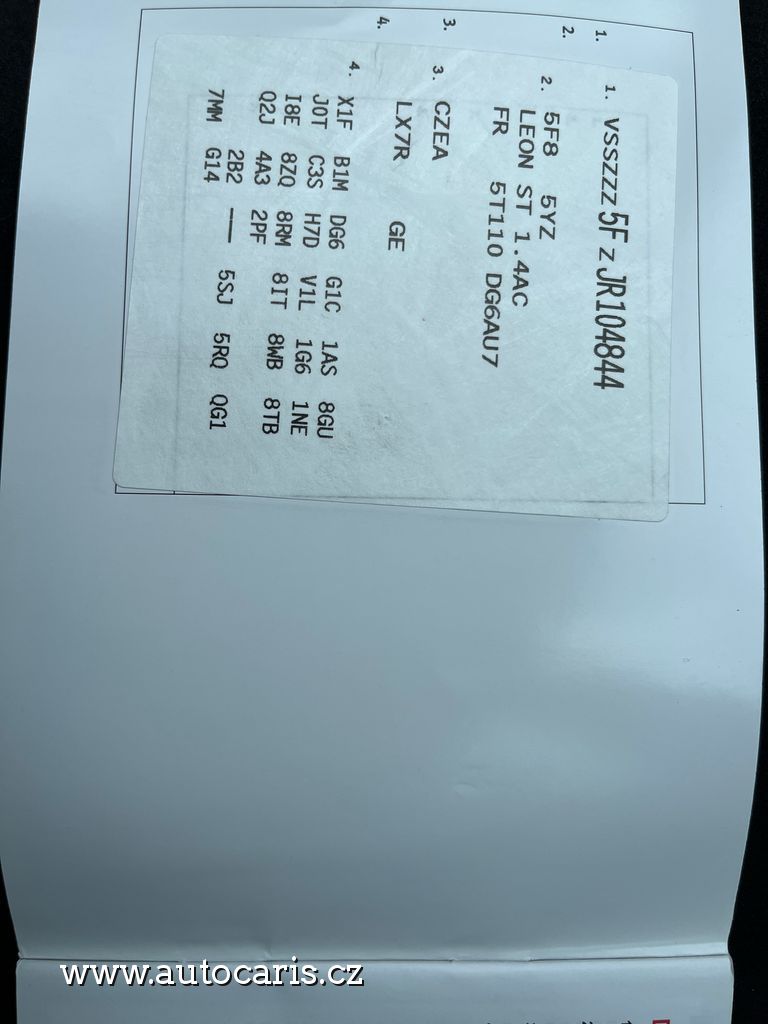 1.
2.
3.
4.
1. VSSZZZ5FZJR104844
2. 5F8 5YZ
LEON ST 1.4AC
FR 5T110 DG6AU7
3. CZEA
LX7R GE
4. X1F B1M DG6 G1C 1AS 8GU
J0T C3S H7D V1L 1G6 1NE
I8E 8ZQ 8RM 8IT 8WB 8TB
Q2J 4A3 2PF
2B2 -- 5SJ 5RQ QG1
7MM G14
www.autocaris.cz